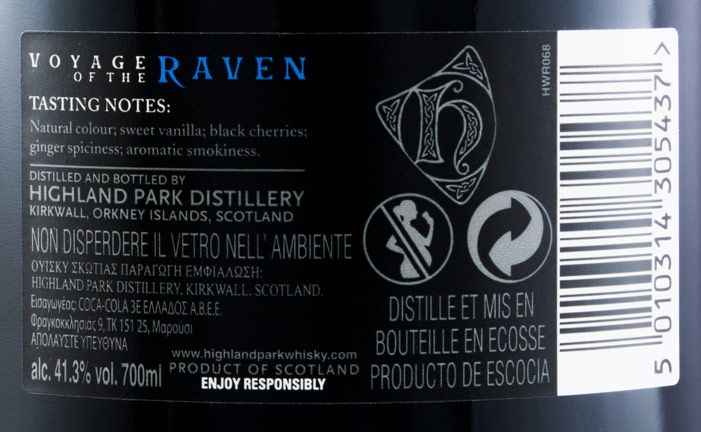 VOYAGE
OF THE RAVEN
TASTING NOTES:
Natural colour; sweet vanilla; black cherries;
ginger spiciness; aromatic smokiness.
DISTILLED AND BOTTLED BY
HIGHLAND PARK DISTILLERY
KIRKWALL, ORKNEY ISLANDS, SCOTLAND
NON DISPERDERE IL VETRO NELL' AMBIENTE
ΟΥΙΣΚΥ ΣΚΩΤΙΑΣ ΠΑΡΑΓΩΓΗ ΕΜΦΙΑΛΩΣΗ:
HIGHLAND PARK DISTILLERY, KIRKWALL, SCOTLAND.
Εισαγωγέας: COCA-COLA 3E ΕΛΛΑΔΟΣ Α.Β.Ε.Ε.
Φραγκοκκλησιας 9, ΤΚ 151 25, Μαρουσι
ΑΠΟΛΑΥΣΤΕ ΥΠΕΥΘΥΝΑ
www.highlandparkwhisky.com
alc. 41.3% vol. 700ml
PRODUCT OF SCOTLAND
ENJOY RESPONSIBLY
h
DISTILLE ET MIS EN
BOUTEILLE EN ECOSSE
PRODUCTO DE ESCOCIA
HWR068
5 010314 305437 >